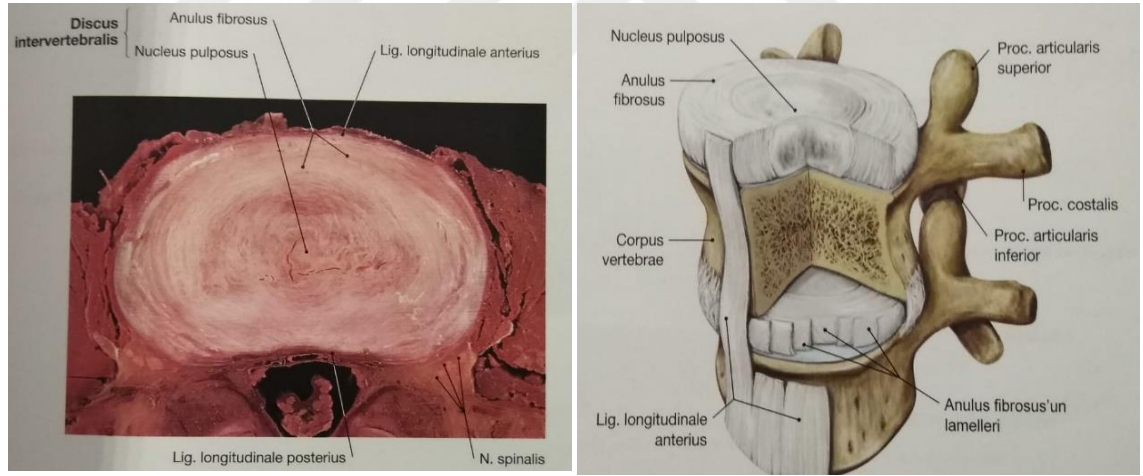 Discus
intervertebralis
Anulus fibrosus
Nucleus pulposus
Lig. longitudinale anterius
Lig. longitudinale posterius
N. spinalis
Nucleus pulposus
Anulus
fibrosus
Proc. articularis
superior
Proc. costalis
Proc. articularis
inferior
Corpus
vertebrae
Lig. longitudinale
anterius
Anulus fibrosus'un
lamelleri